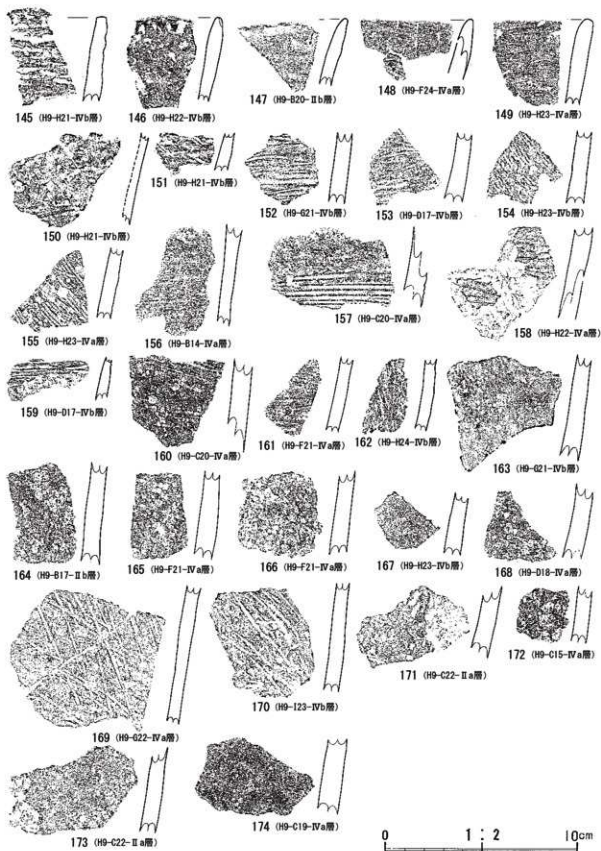 145 (H9-H21-Ⅳb層)
146 (H9-H22-Ⅳb層)
147 (H9-B20-Ⅱb層)
148 (H9-F24-Ⅳa層)
149 (H9-H23-Ⅳa層)
150 (H9-H21-Ⅳb層)
151 (H9-H21-Ⅳb層)
152 (H9-G21-Ⅳb層)
153 (H9-D17-Ⅳb層)
154 (H9-H23-Ⅳb層)
155 (H9-H23-Ⅳa層)
156 (H9-B14-Ⅳa層)
157 (H9-C20-Ⅳa層)
158 (H9-H22-Ⅳa層)
159 (H9-D17-Ⅳb層)
160 (H9-C20-Ⅳa層)
161 (H9-F21-Ⅳa層)
162 (H9-H24-Ⅳb層)
163 (H9-G21-Ⅳb層)
164 (H9-B17-Ⅱb層)
165 (H9-F21-Ⅳa層)
166 (H9-F21-Ⅳa層)
167 (H9-H23-Ⅳb層)
168 (H9-D18-Ⅳa層)
169 (H9-G22-Ⅳa層)
170 (H9-I23-Ⅳb層)
171 (H9-C22-Ⅱa層)
172 (H9-C15-Ⅳa層)
173 (H9-C22-Ⅱa層)
174 (H9-C19-Ⅳa層)
0 1:2 10cm